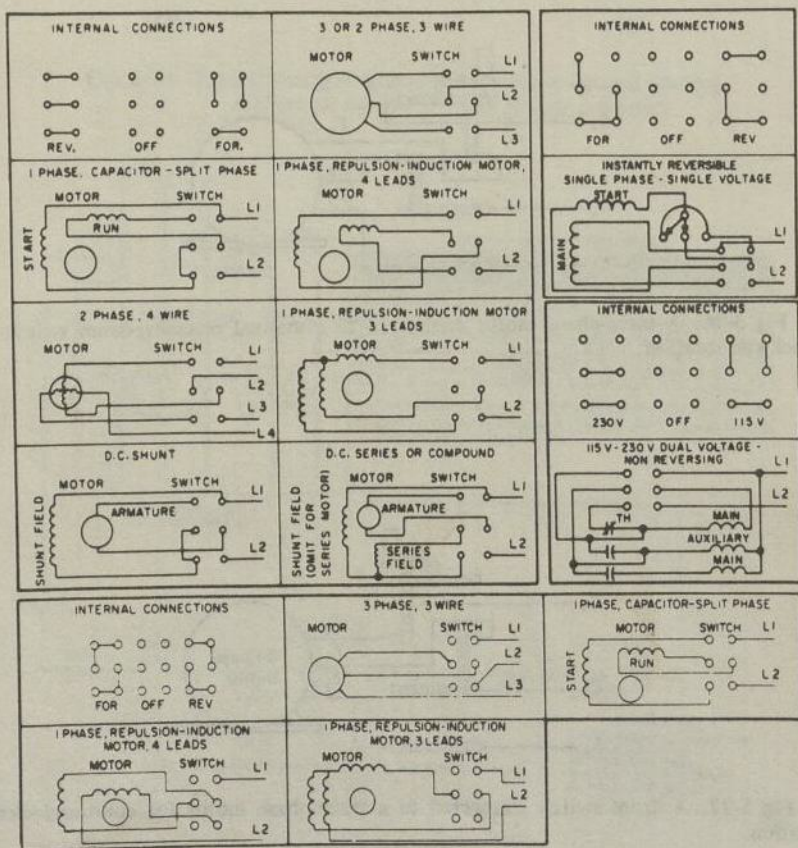 INTERNAL CONNECTIONS
REV. OFF FOR.
3 OR 2 PHASE, 3 WIRE
MOTOR SWITCH L1
L2
L3
INTERNAL CONNECTIONS
FOR OFF REV
1 PHASE, CAPACITOR-SPLIT PHASE
MOTOR SWITCH
L1
RUN
START
L2
1 PHASE, REPULSION-INDUCTION MOTOR,
4 LEADS
MOTOR SWITCH
L1
L2
INSTANTLY REVERSIBLE
SINGLE PHASE-SINGLE VOLTAGE
START
L1
MAIN
L2
2 PHASE, 4 WIRE
MOTOR SWITCH L1
L2
L3
L4
1 PHASE, REPULSION-INDUCTION MOTOR
3 LEADS
MOTOR SWITCH L1
L2
INTERNAL CONNECTIONS
230 V OFF 115 V
D.C. SHUNT
MOTOR SWITCH
L1
ARMATURE
SHUNT FIELD
L2
D.C. SERIES OR COMPOUND
MOTOR SWITCH
L1
ARMATURE
SHUNT FIELD
(OMIT FOR
SERIES MOTOR)
SERIES
FIELD
L2
115 V-230 V DUAL VOLTAGE-
NON REVERSING
L1
L2
TH
MAIN
AUXILIARY
MAIN
INTERNAL CONNECTIONS
FOR OFF REV
3 PHASE, 3 WIRE
MOTOR SWITCH L1
L2
L3
1 PHASE, CAPACITOR-SPLIT PHASE
MOTOR SWITCH L1
START
RUN
L2
1 PHASE, REPULSION-INDUCTION
MOTOR, 4 LEADS
MOTOR SWITCH
L1
L2
1 PHASE, REPULSION-INDUCTION
MOTOR, 3 LEADS
MOTOR SWITCH
L1
L2